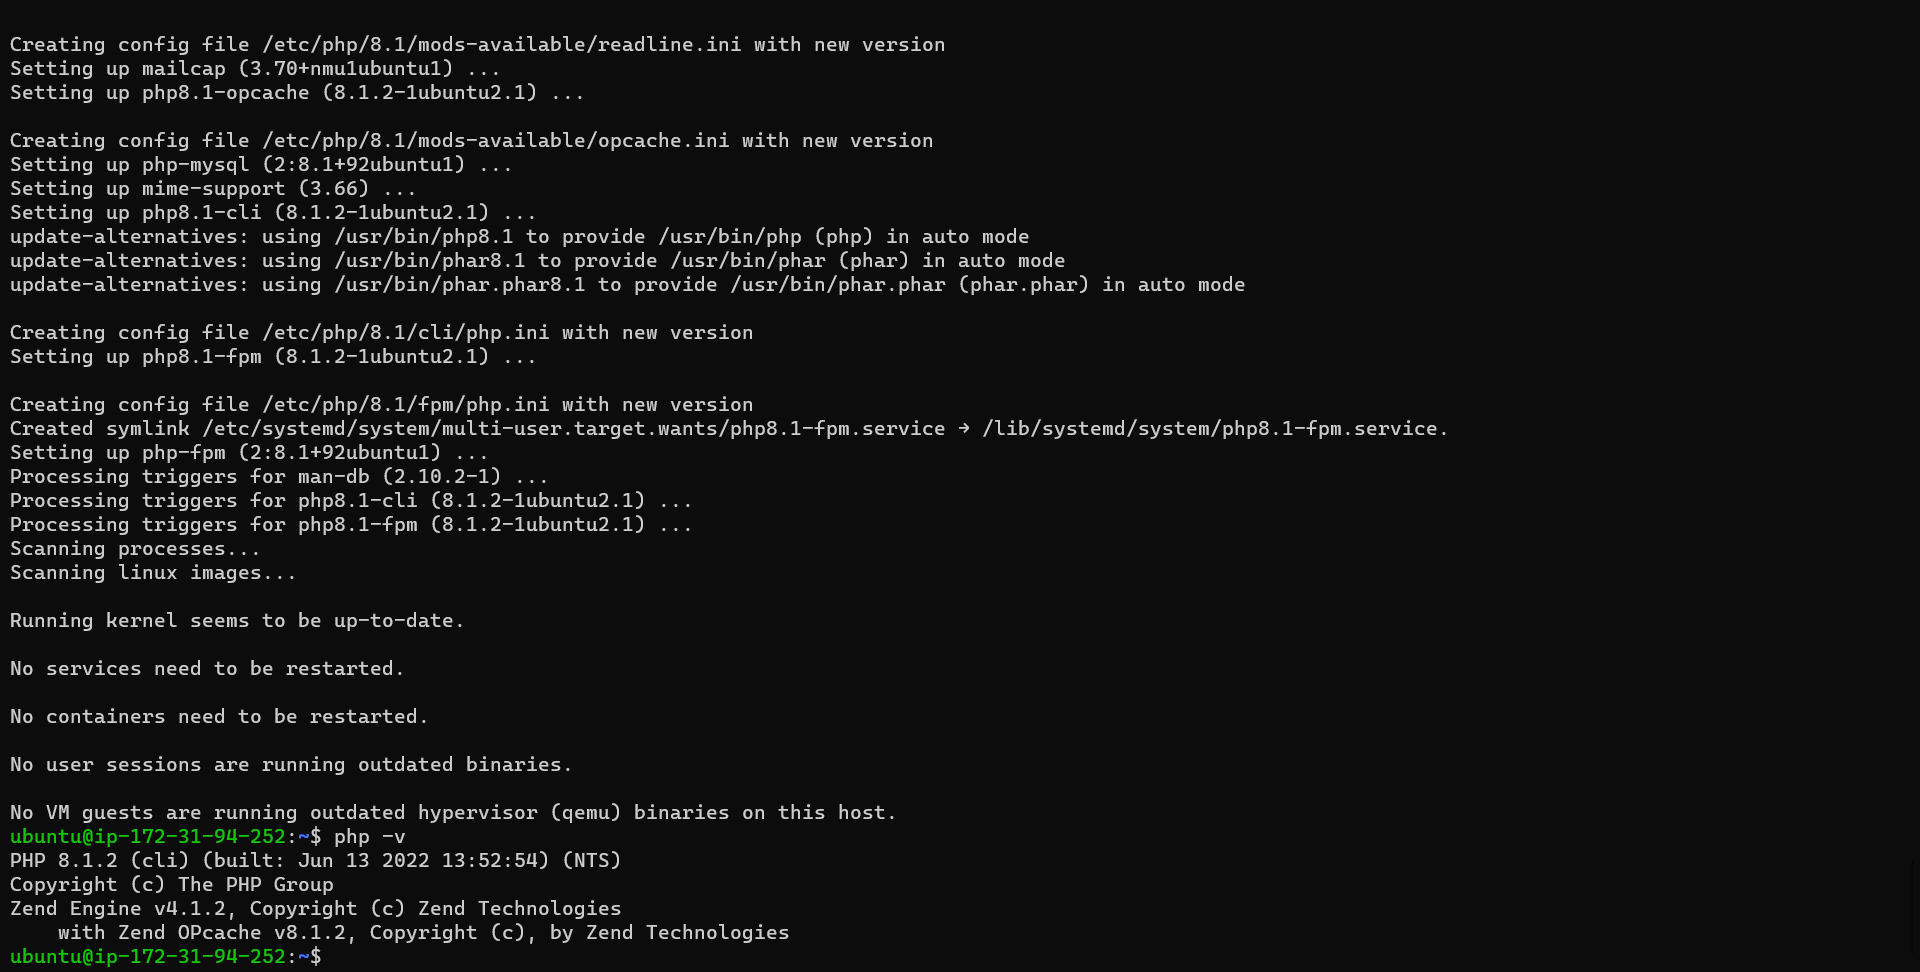 Creating config file /etc/php/8.1/mods-available/readline.ini with new version
Setting up mailcap (3.70+nmu1ubuntu1) ...
Setting up php8.1-opcache (8.1.2-1ubuntu2.1) ...
Creating config file /etc/php/8.1/mods-available/opcache.ini with new version
Setting up php-mysql (2:8.1+92ubuntu1) ...
Setting up mime-support (3.66) ...
Setting up php8.1-cli (8.1.2-1ubuntu2.1) ...
update-alternatives: using /usr/bin/php8.1 to provide /usr/bin/php (php) in auto mode
update-alternatives: using /usr/bin/phar8.1 to provide /usr/bin/phar (phar) in auto mode
update-alternatives: using /usr/bin/phar.phar8.1 to provide /usr/bin/phar.phar (phar.phar) in auto mode
Creating config file /etc/php/8.1/cli/php.ini with new version
Setting up php8.1-fpm (8.1.2-1ubuntu2.1) ...
Creating config file /etc/php/8.1/fpm/php.ini with new version
Created symlink /etc/systemd/system/multi-user.target.wants/php8.1-fpm.service → /lib/systemd/system/php8.1-fpm.service.
Setting up php-fpm (2:8.1+92ubuntu1) ...
Processing triggers for man-db (2.10.2-1) ...
Processing triggers for php8.1-cli (8.1.2-1ubuntu2.1) ...
Processing triggers for php8.1-fpm (8.1.2-1ubuntu2.1) ...
Scanning processes...
Scanning linux images...
Running kernel seems to be up-to-date.
No services need to be restarted.
No containers need to be restarted.
No user sessions are running outdated binaries.
No VM guests are running outdated hypervisor (qemu) binaries on this host.
ubuntu@ip-172-31-94-252:~$ php -v
PHP 8.1.2 (cli) (built: Jun 13 2022 13:52:54) (NTS)
Copyright (c) The PHP Group
Zend Engine v4.1.2, Copyright (c) Zend Technologies
    with Zend OPcache v8.1.2, Copyright (c), by Zend Technologies
ubuntu@ip-172-31-94-252:~$